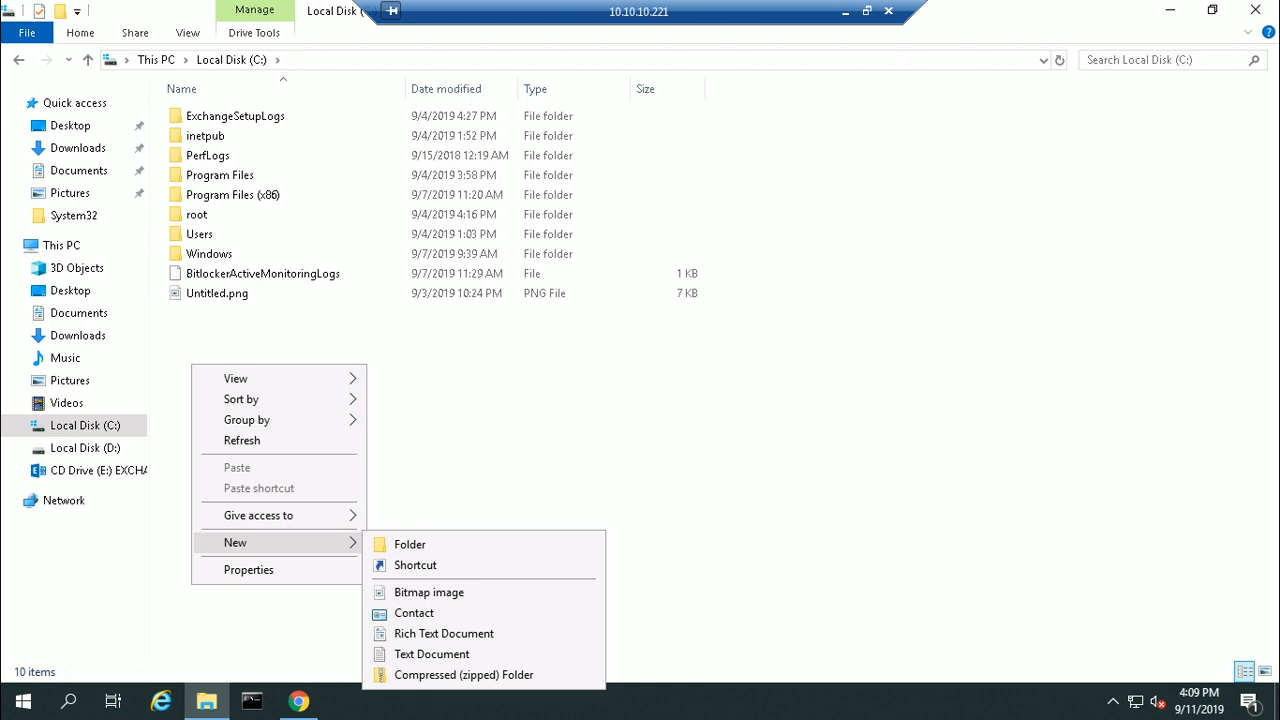 Manage
Local Disk (
10.10.10.221
File
Home
Share
View
Drive Tools
This PC
Local Disk (C:)
Search Local Disk (C:)
Name
Date modified
Type
Size
Quick access
Desktop
Downloads
Documents
Pictures
System32
This PC
3D Objects
Desktop
Documents
Downloads
Music
Pictures
Videos
Local Disk (C:)
Local Disk (D:)
CD Drive (E:) EXCHA
Network
ExchangeSetupLogs 9/4/2019 4:27 PM File folder
inetpub 9/4/2019 1:52 PM File folder
PerfLogs 9/15/2018 12:19 AM File folder
Program Files 9/4/2019 3:58 PM File folder
Program Files (x86) 9/7/2019 11:20 AM File folder
root 9/4/2019 4:16 PM File folder
Users 9/4/2019 1:03 PM File folder
Windows 9/7/2019 9:39 AM File folder
BitlockerActiveMonitoringLogs 9/7/2019 11:29 AM File 1 KB
Untitled.png 9/3/2019 10:24 PM PNG File 7 KB
View
Sort by
Group by
Refresh
Paste
Paste shortcut
Give access to
New
Properties
Folder
Shortcut
Bitmap image
Contact
Rich Text Document
Text Document
Compressed (zipped) Folder
10 items
4:09 PM
9/11/2019
1